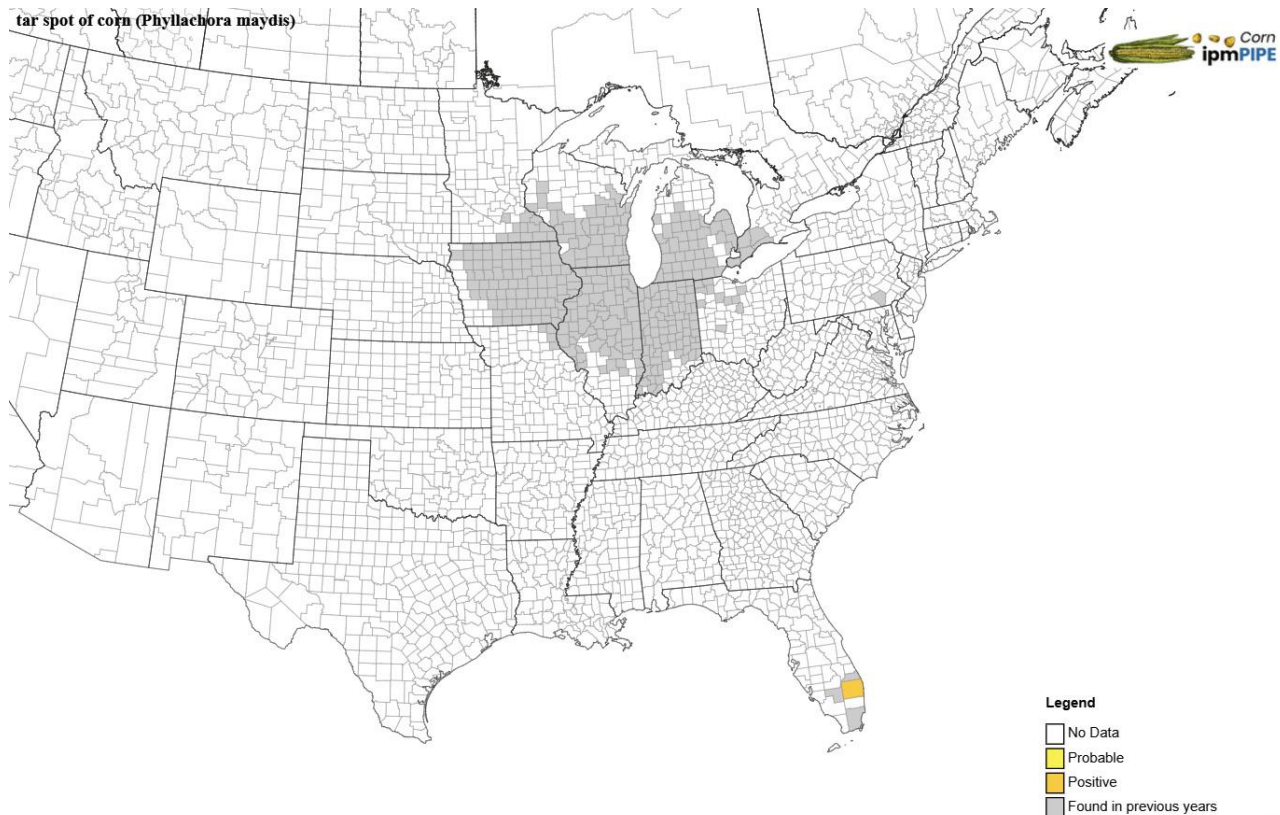 tar spot of corn (Phyllachora maydis)
Corn
ipmPIPE
Legend
No Data
Probable
Positive
Found in previous years